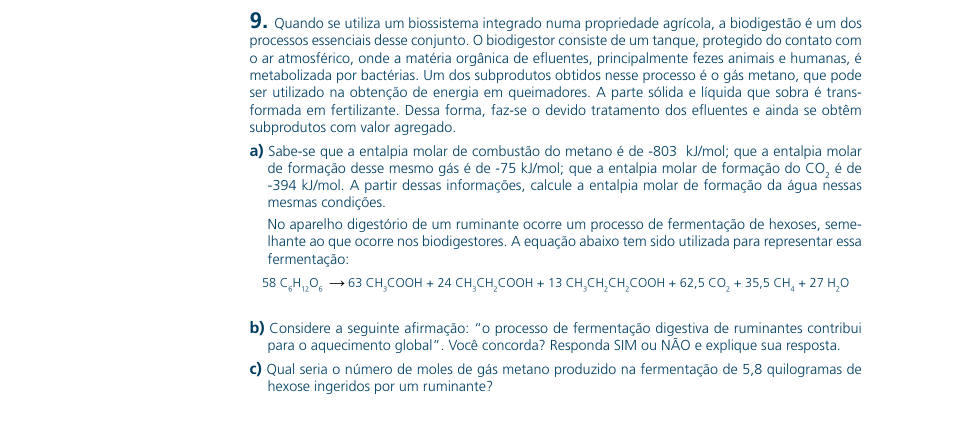 9. Quando se utiliza um biossistema integrado numa propriedade agrícola, a biodigestão é um dos
processos essenciais desse conjunto. O biodigestor consiste de um tanque, protegido do contato com
o ar atmosférico, onde a matéria orgânica de efluentes, principalmente fezes animais e humanas, é
metabolizada por bactérias. Um dos subprodutos obtidos nesse processo é o gás metano, que pode
ser utilizado na obtenção de energia em queimadores. A parte sólida e líquida que sobra é trans-
formada em fertilizante. Dessa forma, faz-se o devido tratamento dos efluentes e ainda se obtêm
subprodutos com valor agregado.
a) Sabe-se que a entalpia molar de combustão do metano é de -803 kJ/mol; que a entalpia molar
de formação desse mesmo gás é de -75 kJ/mol; que a entalpia molar de formação do CO₂ é de
-394 kJ/mol. A partir dessas informações, calcule a entalpia molar de formação da água nessas
mesmas condições.
No aparelho digestório de um ruminante ocorre um processo de fermentação de hexoses, seme-
lhante ao que ocorre nos biodigestores. A equação abaixo tem sido utilizada para representar essa
fermentação:
58 C₆H₁₂O₆ → 63 CH₃COOH + 24 CH₃CH₂COOH + 13 CH₃CH₂CH₂COOH + 62,5 CO₂ + 35,5 CH₄ + 27 H₂O
b) Considere a seguinte afirmação: “o processo de fermentação digestiva de ruminantes contribui
para o aquecimento global”. Você concorda? Responda SIM ou NÃO e explique sua resposta.
c) Qual seria o número de moles de gás metano produzido na fermentação de 5,8 quilogramas de
hexose ingeridos por um ruminante?